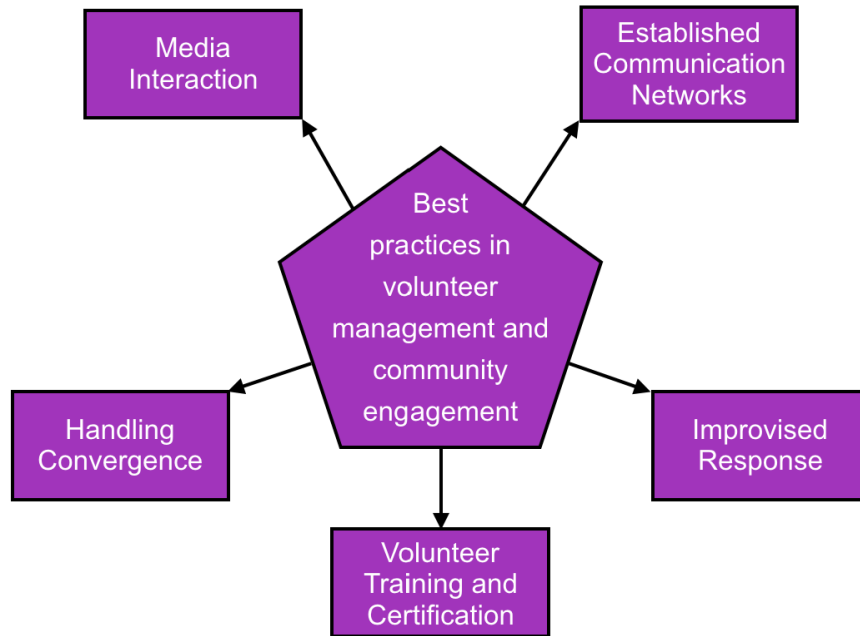 Media
Interaction
Established
Communication
Networks
Best
practices in
volunteer
management and
community
engagement
Handling
Convergence
Improvised
Response
Volunteer
Training and
Certification